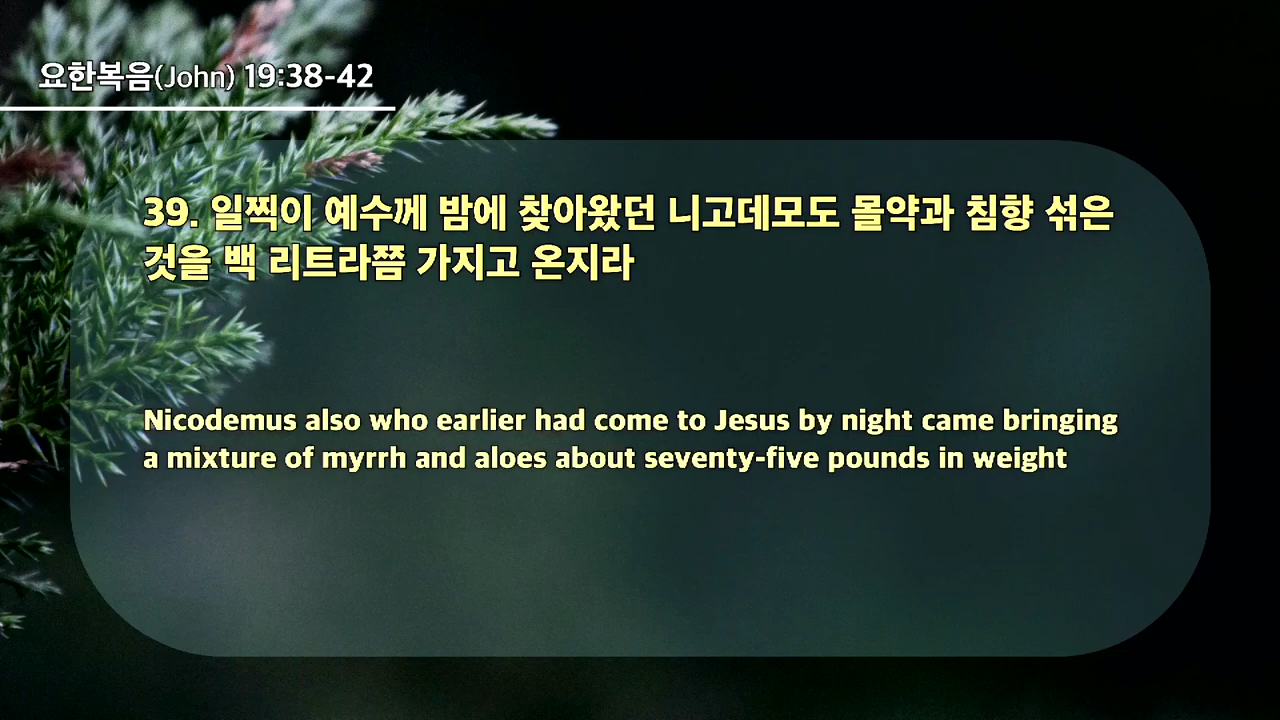 요한복음(John) 19:38-42
39. 일찍이 예수께 밤에 찾아왔던 니고데모도 몰약과 침향 섞은
것을 백 리트라쯤 가지고 온지라
Nicodemus also who earlier had come to Jesus by night came bringing
a mixture of myrrh and aloes about seventy-five pounds in weight